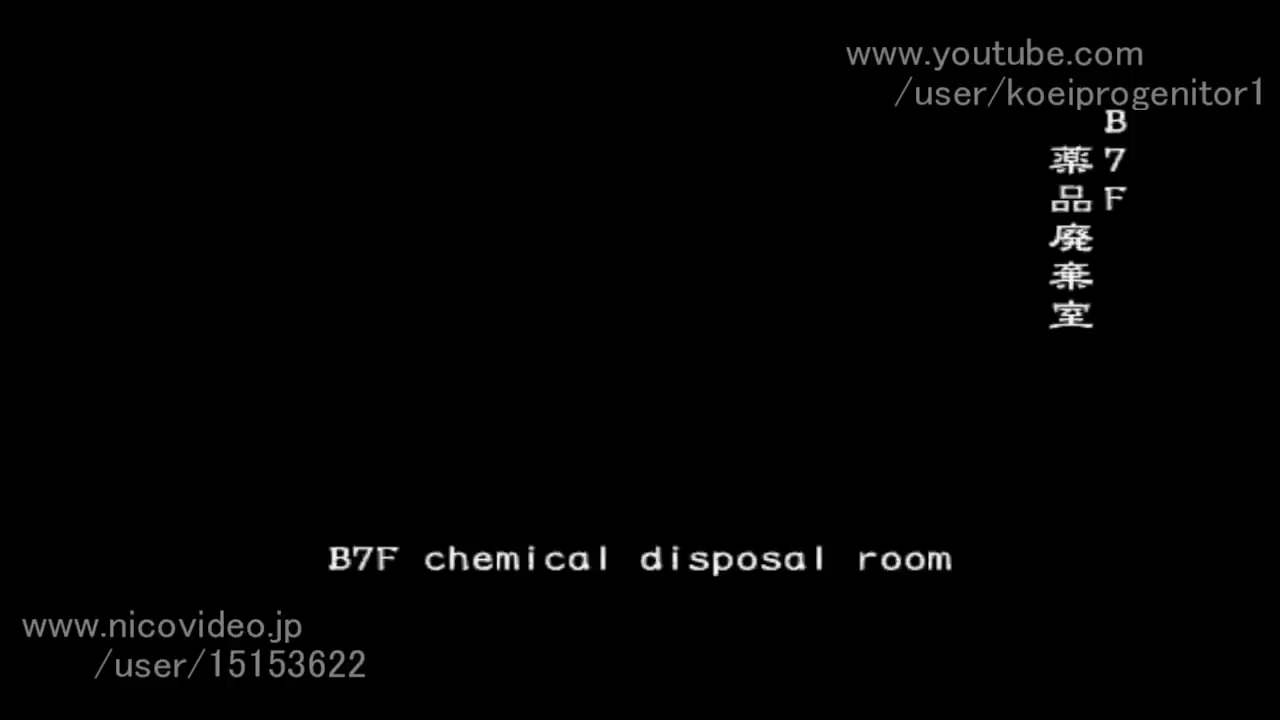 www.youtube.com
/user/koeiprogenitor1
B7F
薬品廃棄室
B7F chemical disposal room
www.nicovideo.jp
/user/15153622